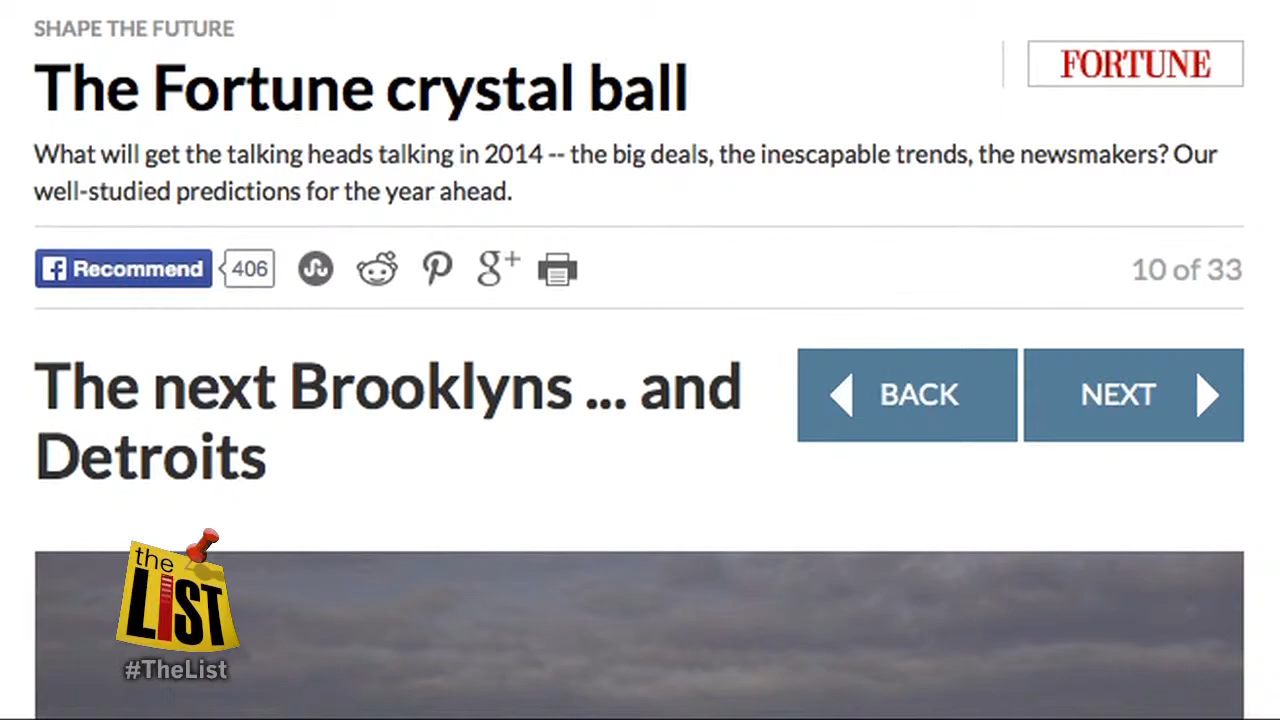 SHAPE THE FUTURE
The Fortune crystal ball
FORTUNE
What will get the talking heads talking in 2014 -- the big deals, the inescapable trends, the newsmakers? Our
well-studied predictions for the year ahead.
Recommend
406
g+
10 of 33
The next Brooklyns ... and
Detroits
BACK
NEXT
the
LiST
#TheList